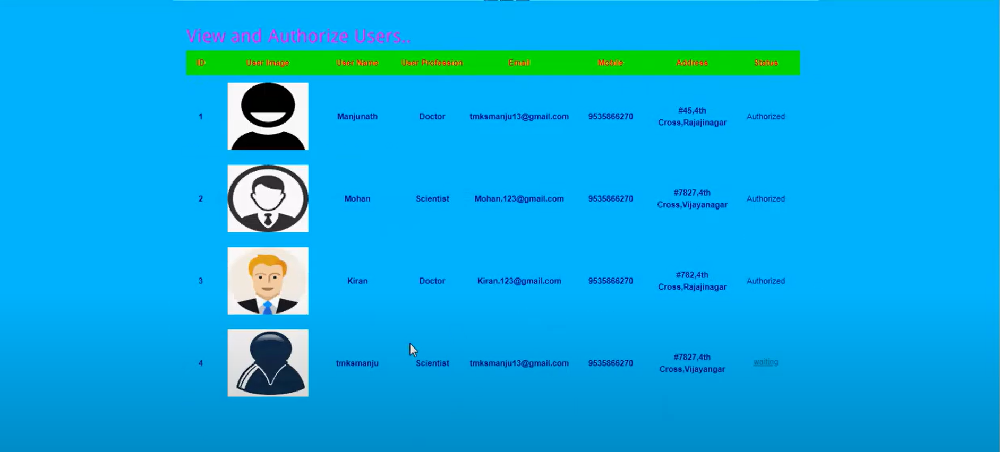 View and Authorize Users..
ID User Image User Name User Profession Email Mobile Address Status
1 Manjunath Doctor tmksmanju13@gmail.com 9535866270 #45,4th Cross,Rajajinagar Authorized
2 Mohan Scientist Mohan.123@gmail.com 9535866270 #7827,4th Cross,Vijayanagar Authorized
3 Kiran Doctor Kiran.123@gmail.com 9535866270 #782,4th Cross,Rajajinagar Authorized
4 tmksmanju Scientist tmksmanju13@gmail.com 9535866270 #7827,4th Cross,Vijayangar waiting